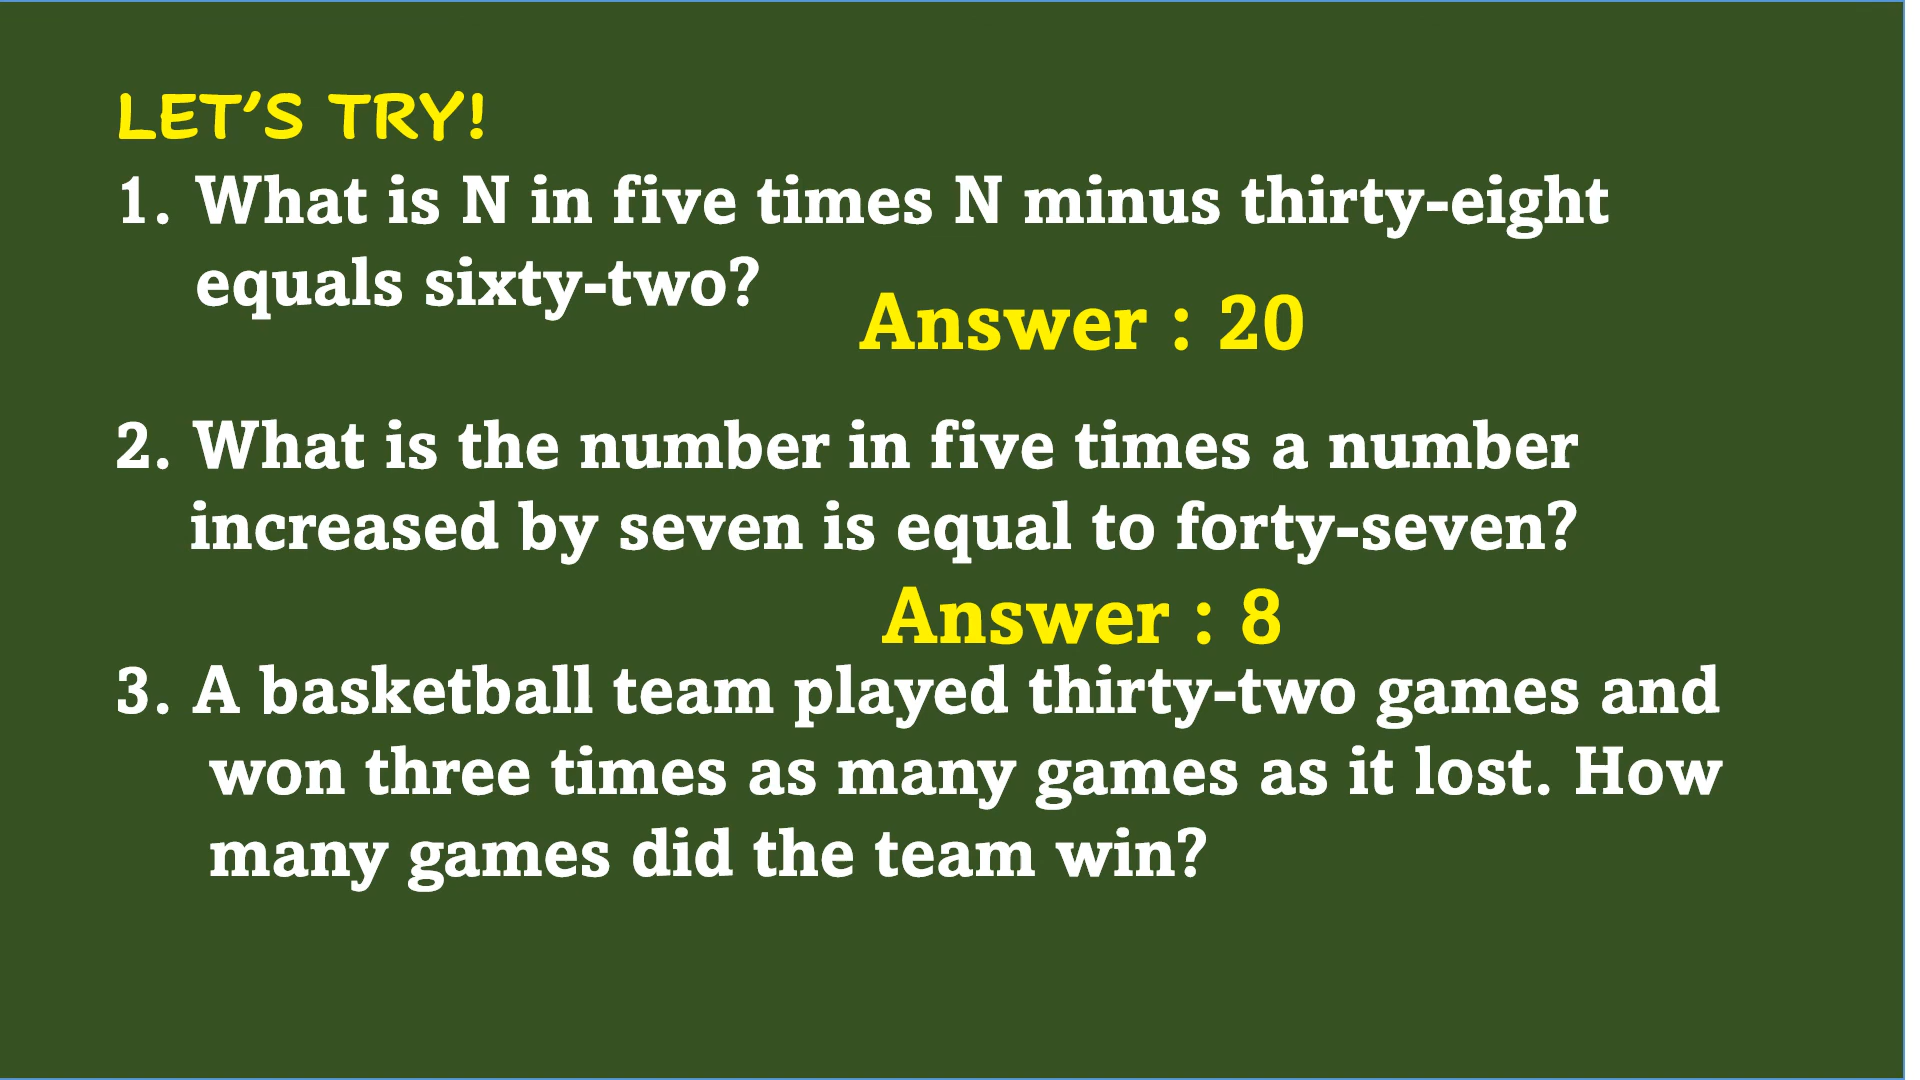 LET’S TRY!
1. What is N in five times N minus thirty-eight
equals sixty-two?
Answer : 20
2. What is the number in five times a number
increased by seven is equal to forty-seven?
Answer : 8
3. A basketball team played thirty-two games and
won three times as many games as it lost. How
many games did the team win?